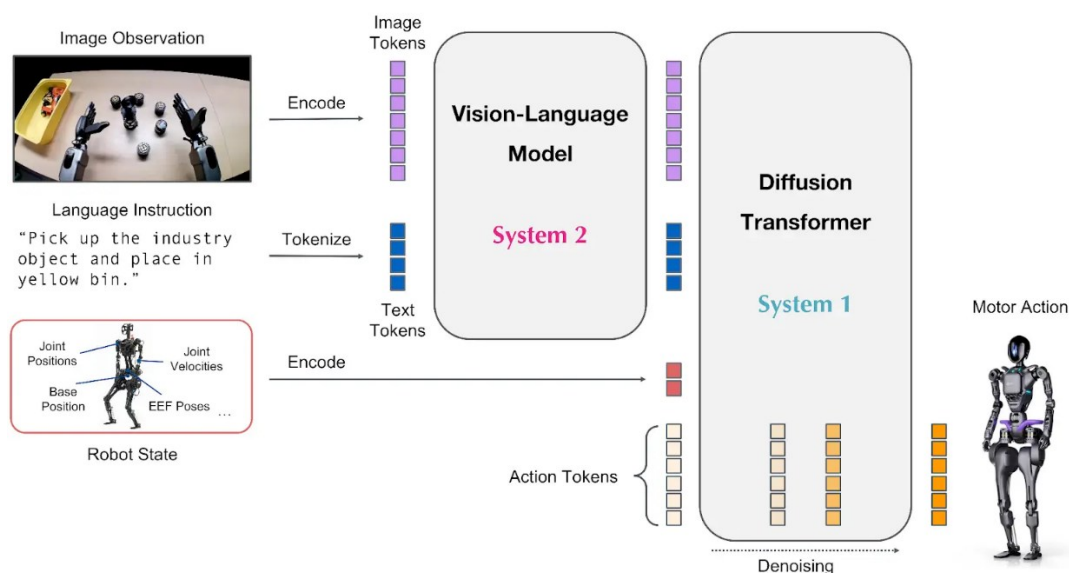 Image Observation
Encode
Image
Tokens
Vision-Language
Model
System 2
Language Instruction
“Pick up the industry
object and place in
yellow bin.”
Tokenize
Text
Tokens
Diffusion
Transformer
System 1
Motor Action
Joint
Positions
Joint
Velocities
Base
Position
EEF Poses
...
Robot State
Encode
Action Tokens
Denoising